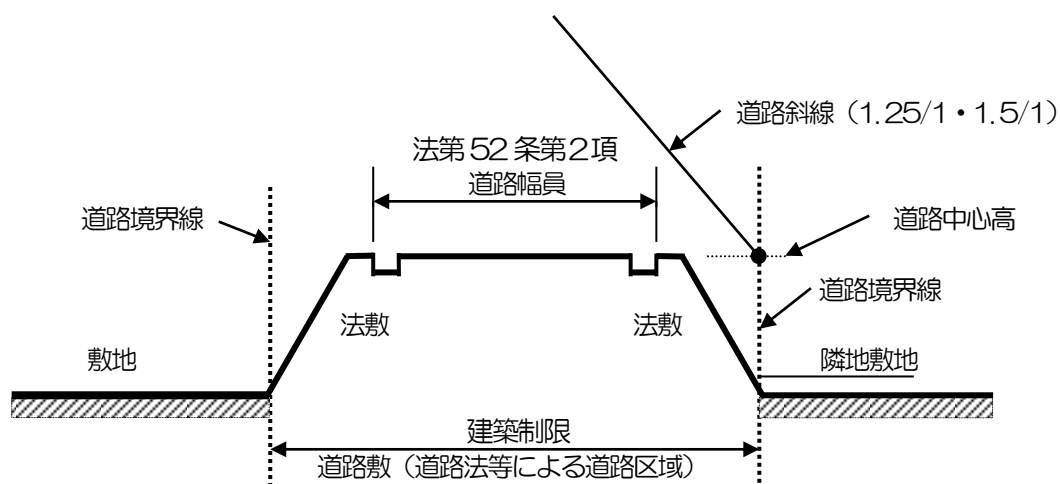 道路斜線（1.25/1・1.5/1）
法第52条第2項
道路幅員
道路境界線
道路中心高
道路境界線
法敷
法敷
敷地
隣地敷地
建築制限
道路敷（道路法等による道路区域）